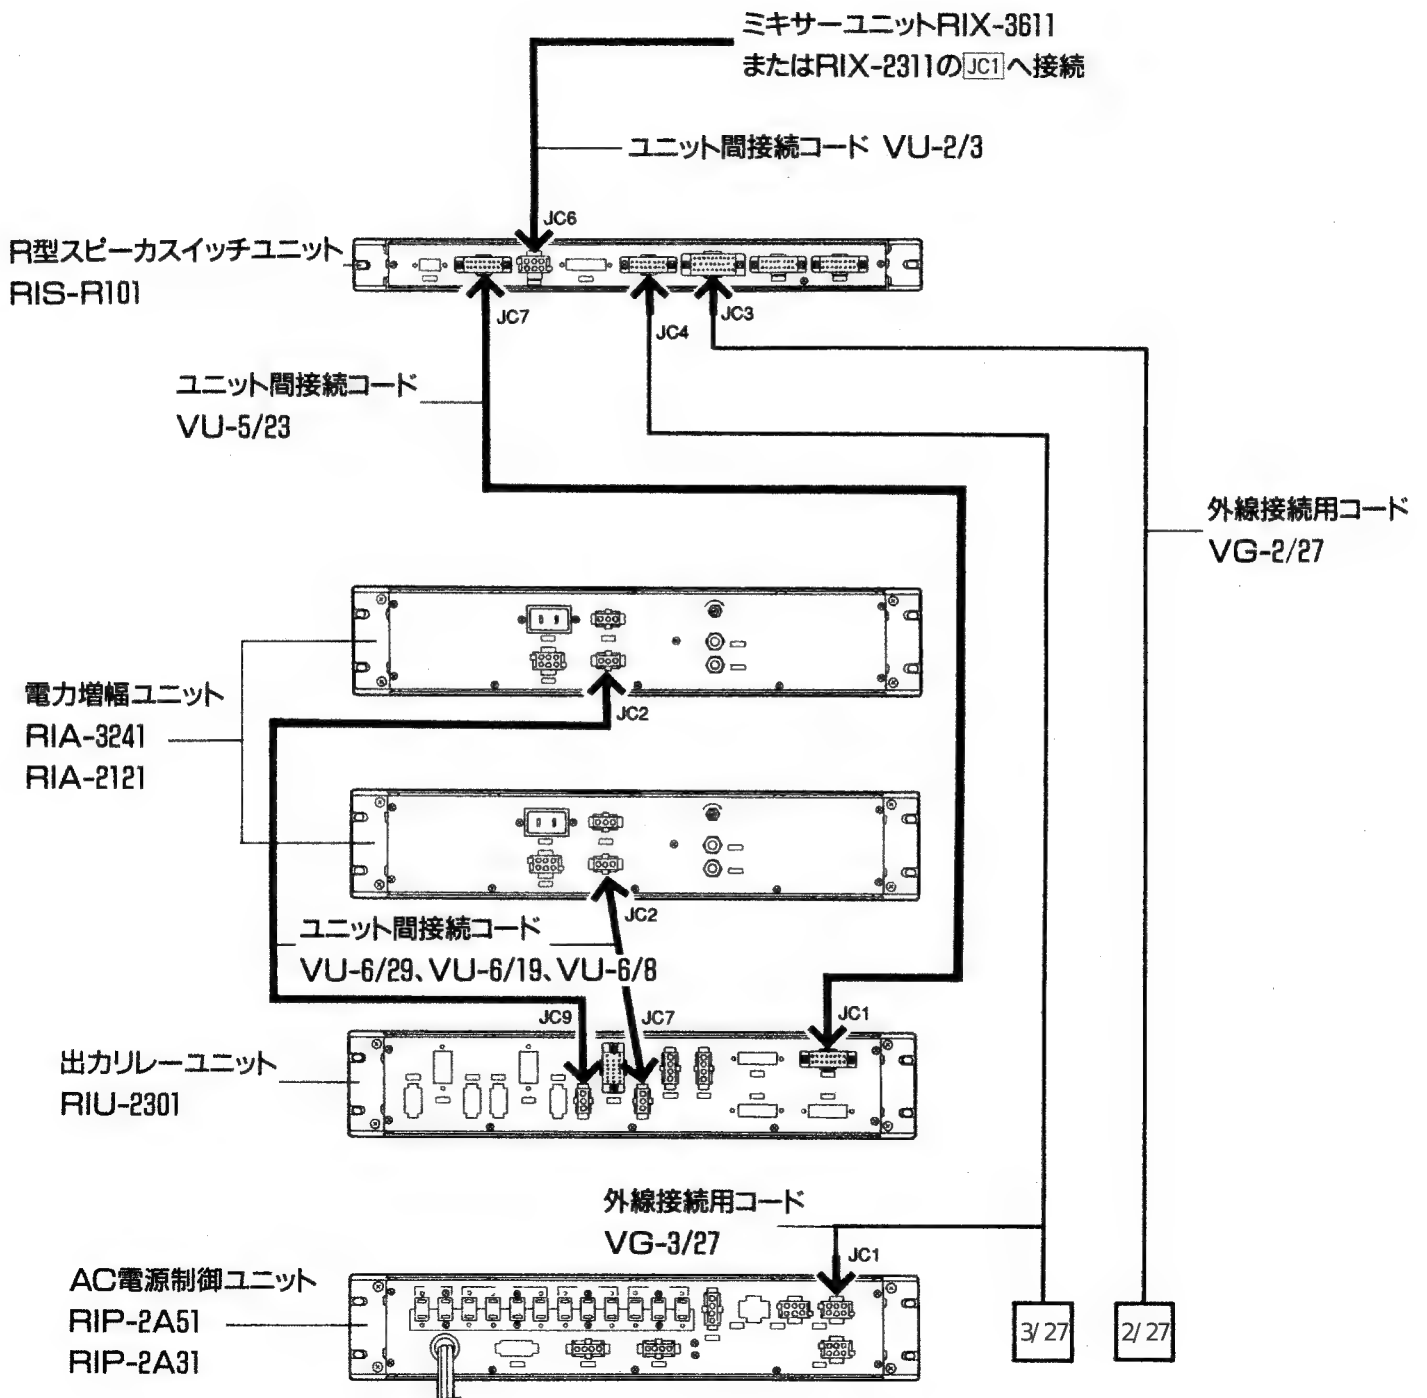 ミキサーユニットRIX-3611
またはRIX-2311のJC1へ接続
ユニット間接続コード VU-2/3
JC6
R型スピーカスイッチユニット
RIS-R101
JC7
JC4
JC3
ユニット間接続コード
VU-5/23
外線接続用コード
VG-2/27
電力増幅ユニット
RIA-3241
RIA-2121
JC2
JC2
ユニット間接続コード
VU-6/29、VU-6/19、VU-6/8
JC9
JC7
JC1
出力リレーユニット
RIU-2301
外線接続用コード
VG-3/27
JC1
AC電源制御ユニット
RIP-2A51
RIP-2A31
3/27
2/27